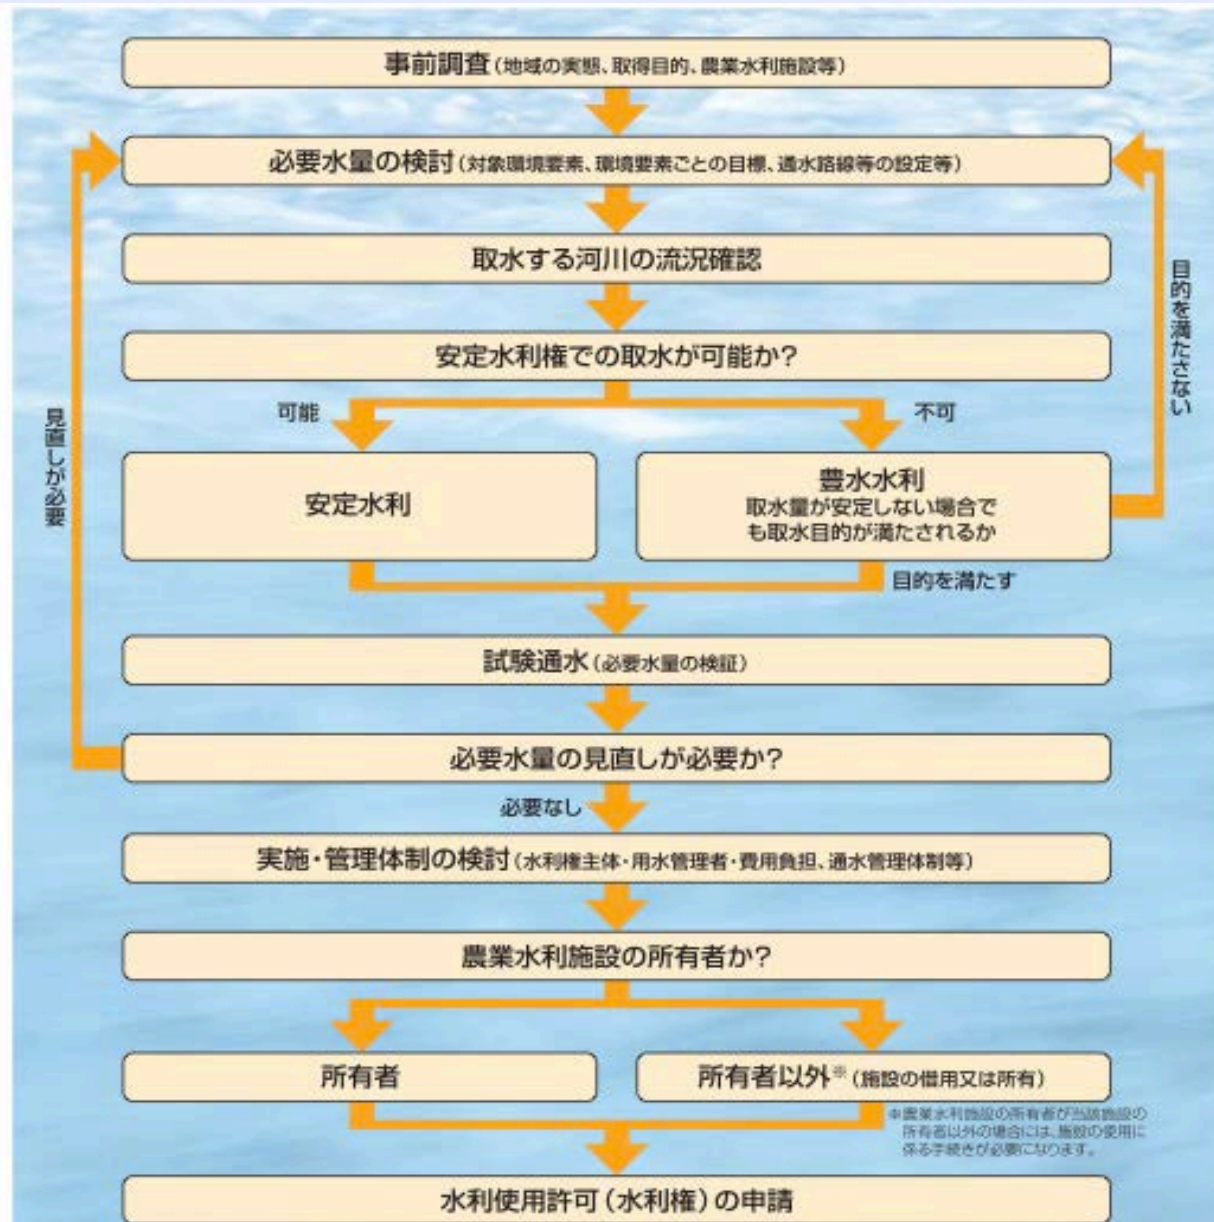 事前調査(地域の実態、取得目的、農業水利施設等)
必要水量の検討(対象環境要素、環境要素ごとの目標、通水路線等の設定等)
取水する河川の流況確認
目的を満たさない
安定水利権での取水が可能か?
可能
不可
見直しが必要
安定水利
豊水水利
取水量が安定しない場合で
も取水目的が満たされるか
目的を満たす
試験通水(必要水量の検証)
必要水量の見直しが必要か?
必要なし
実施・管理体制の検討(水利権主体・用水管理者・費用負担、通水管理体制等)
農業水利施設の所有者か?
所有者
所有者以外※(施設の借用又は所有)
※農業水利施設の所有者が当該施設の
所有者以外の場合には、施設の使用に
係る手続きが必要になります。
水利使用許可(水利権)の申請